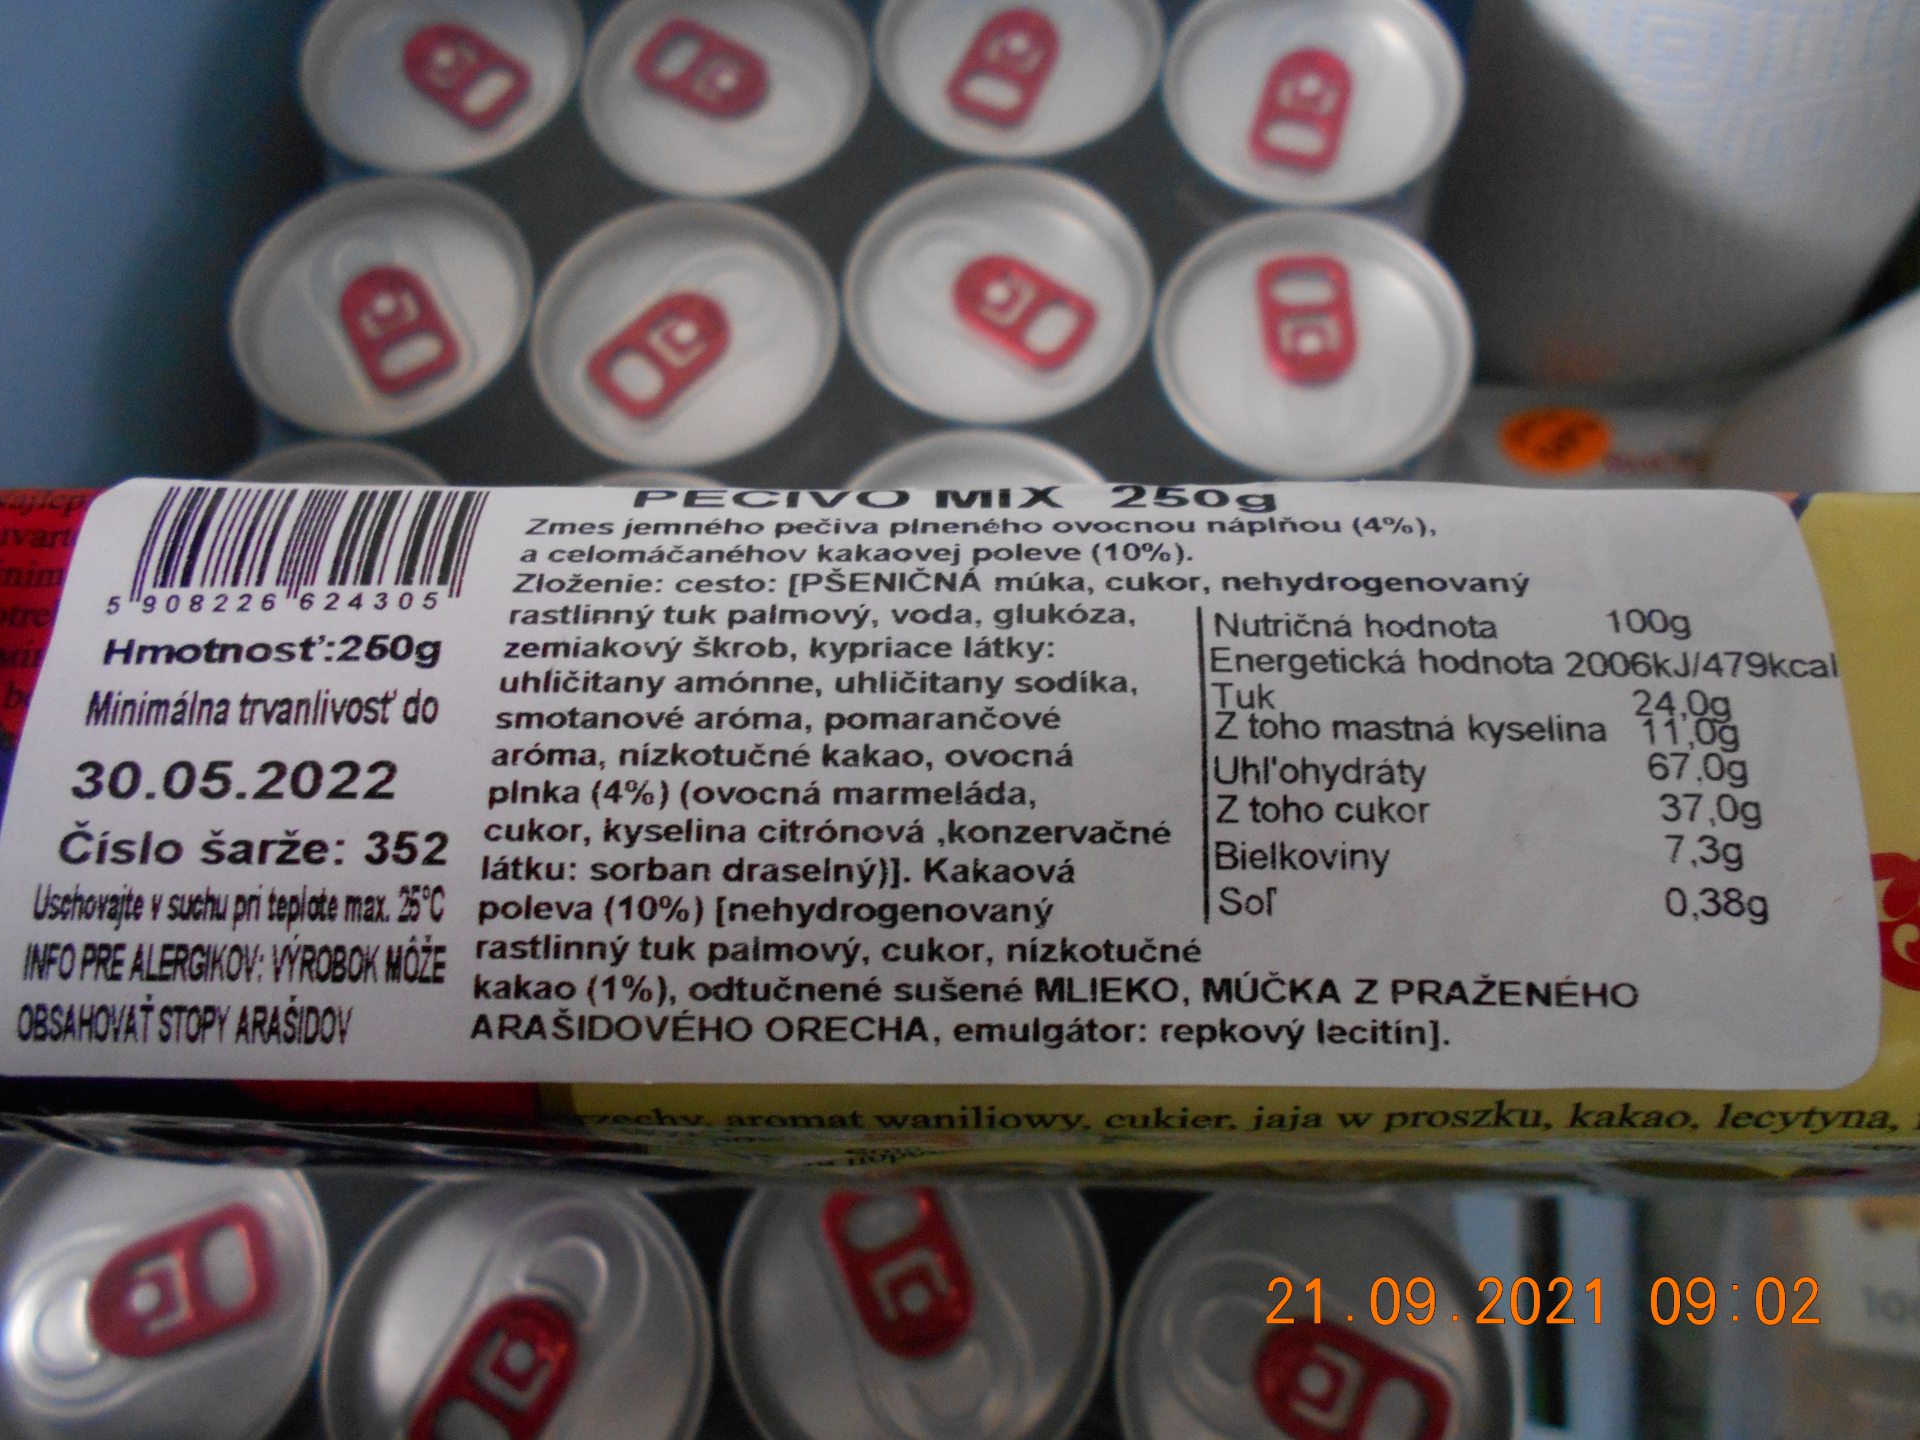 PEČIVO MIX 250g
Zmes jemného pečiva plneného ovocnou náplňou (4%),
a celomáčanéhov kakaovej poleve (10%).
Zloženie: cesto: [PŠENIČNÁ múka, cukor, nehydrogenovaný
rastlinný tuk palmový, voda, glukóza,
zemiakový škrob, kypriace látky:
uhličitany amónne, uhličitany sodíka,
smotanové aróma, pomarančové
aróma, nízkotučné kakao, ovocná
plnka (4%) (ovocná marmeláda,
cukor, kyselina citrónová ,konzervačné
látku: sorban draselný)]. Kakaová
poleva (10%) [nehydrogenovaný
rastlinný tuk palmový, cukor, nízkotučné
kakao (1%), odtučnené sušené MLIEKO, MÚČKA Z PRAŽENÉHO
ARAŠIDOVÉHO ORECHA, emulgátor: repkový lecitín].
5 908226 624305
Hmotnosť:250g
Minimálna trvanlivosť do
30.05.2022
Číslo šarže: 352
Uschovajte v suchu pri teplote max. 25°C
INFO PRE ALERGIKOV: VÝROBOK MÔŽE
OBSAHOVAŤ STOPY ARAŠIDOV
Nutričná hodnota 100g
Energetická hodnota 2006kJ/479kcal
Tuk 24,0g
Z toho mastná kyselina 11,0g
Uhľohydráty 67,0g
Z toho cukor 37,0g
Bielkoviny 7,3g
Soľ 0,38g
aromat waniliowy, cukier, jaja w proszku, kakao, lecytyna,
21.09.2021 09:02